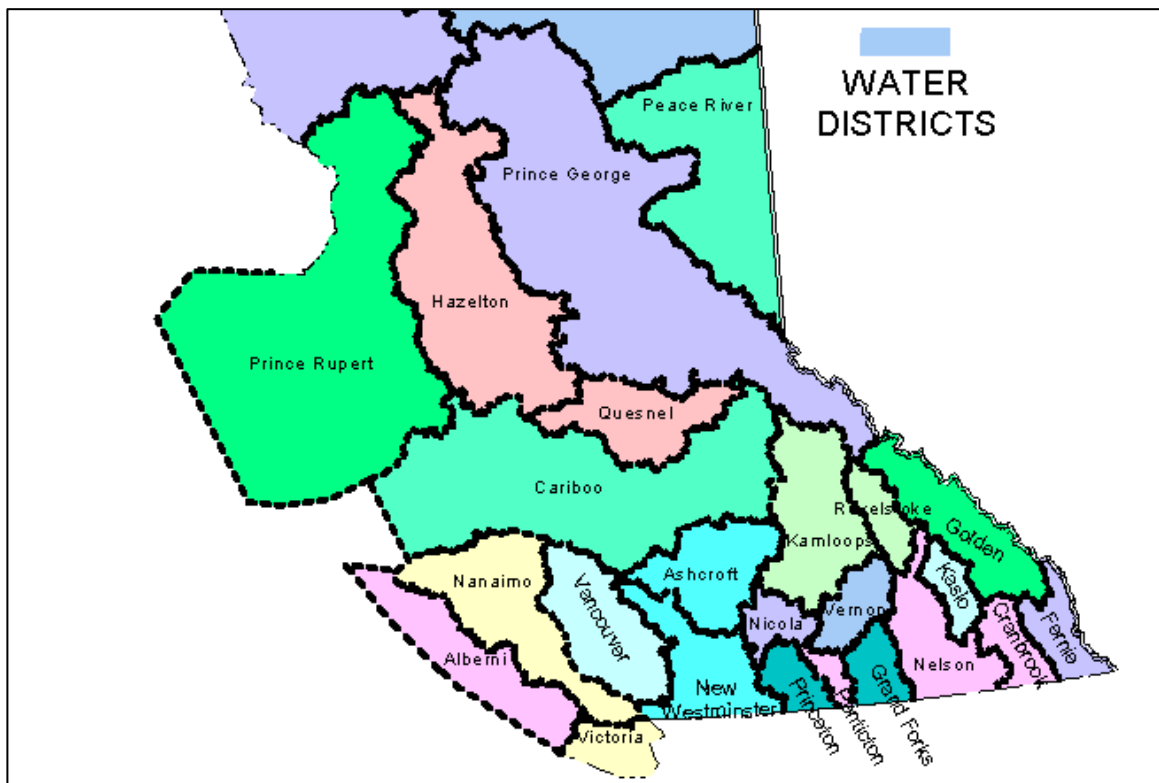 WATER
DISTRICTS
Peace River
Prince George
Hazelton
Prince Rupert
Quesnel
Cariboo
Revelstoke
Golden
Kamloops
Ashcroft
Nanaimo
Vancouver
Kaslo
Vernon
Nicola
Cranbrook
Fernie
Alberni
Nelson
New
Westminster
Princeton
Penticton
Grand Forks
Victoria